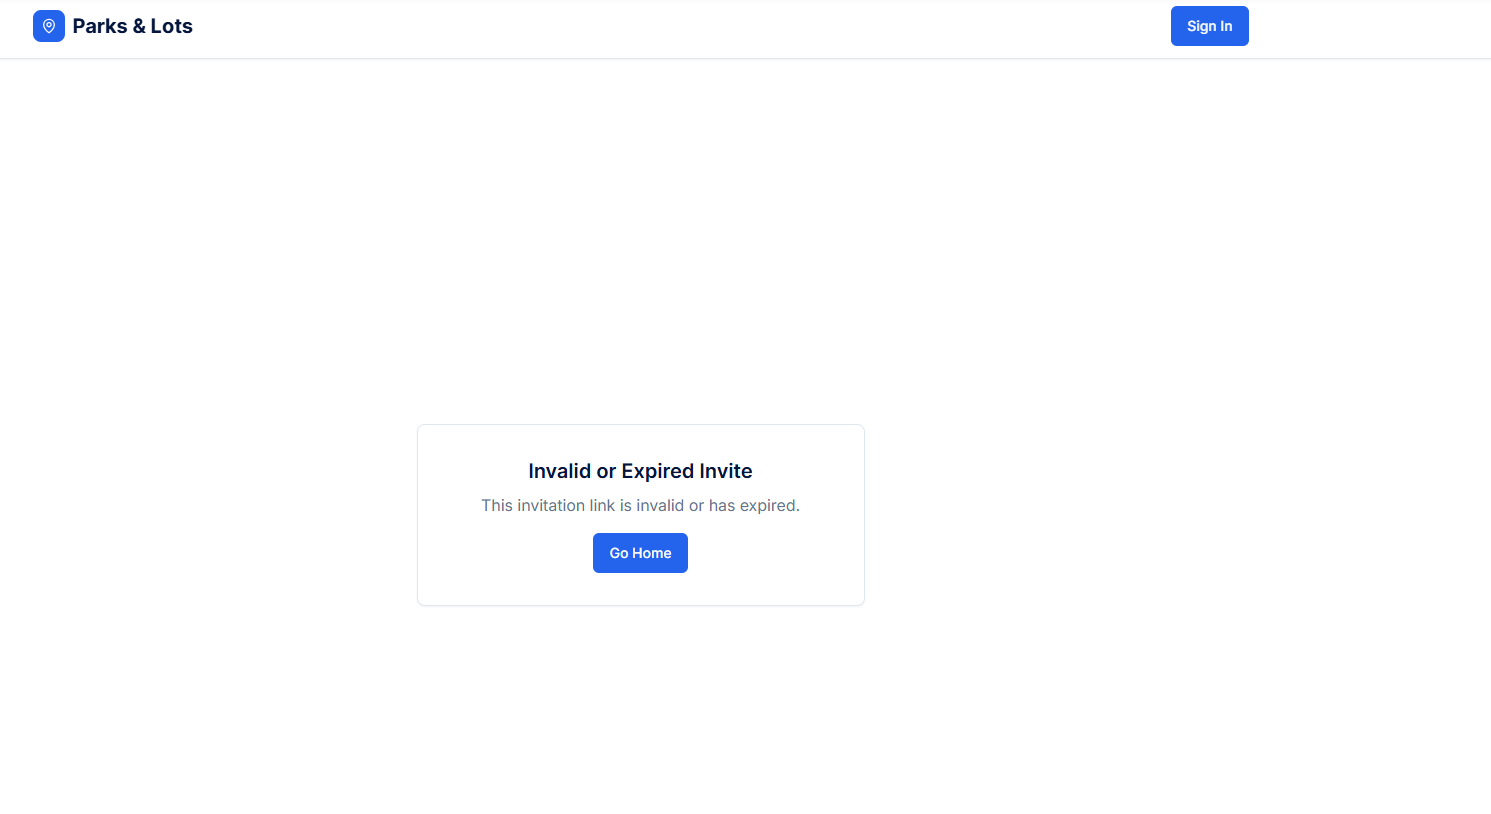 Parks & Lots
Sign In
Invalid or Expired Invite
This invitation link is invalid or has expired.
Go Home